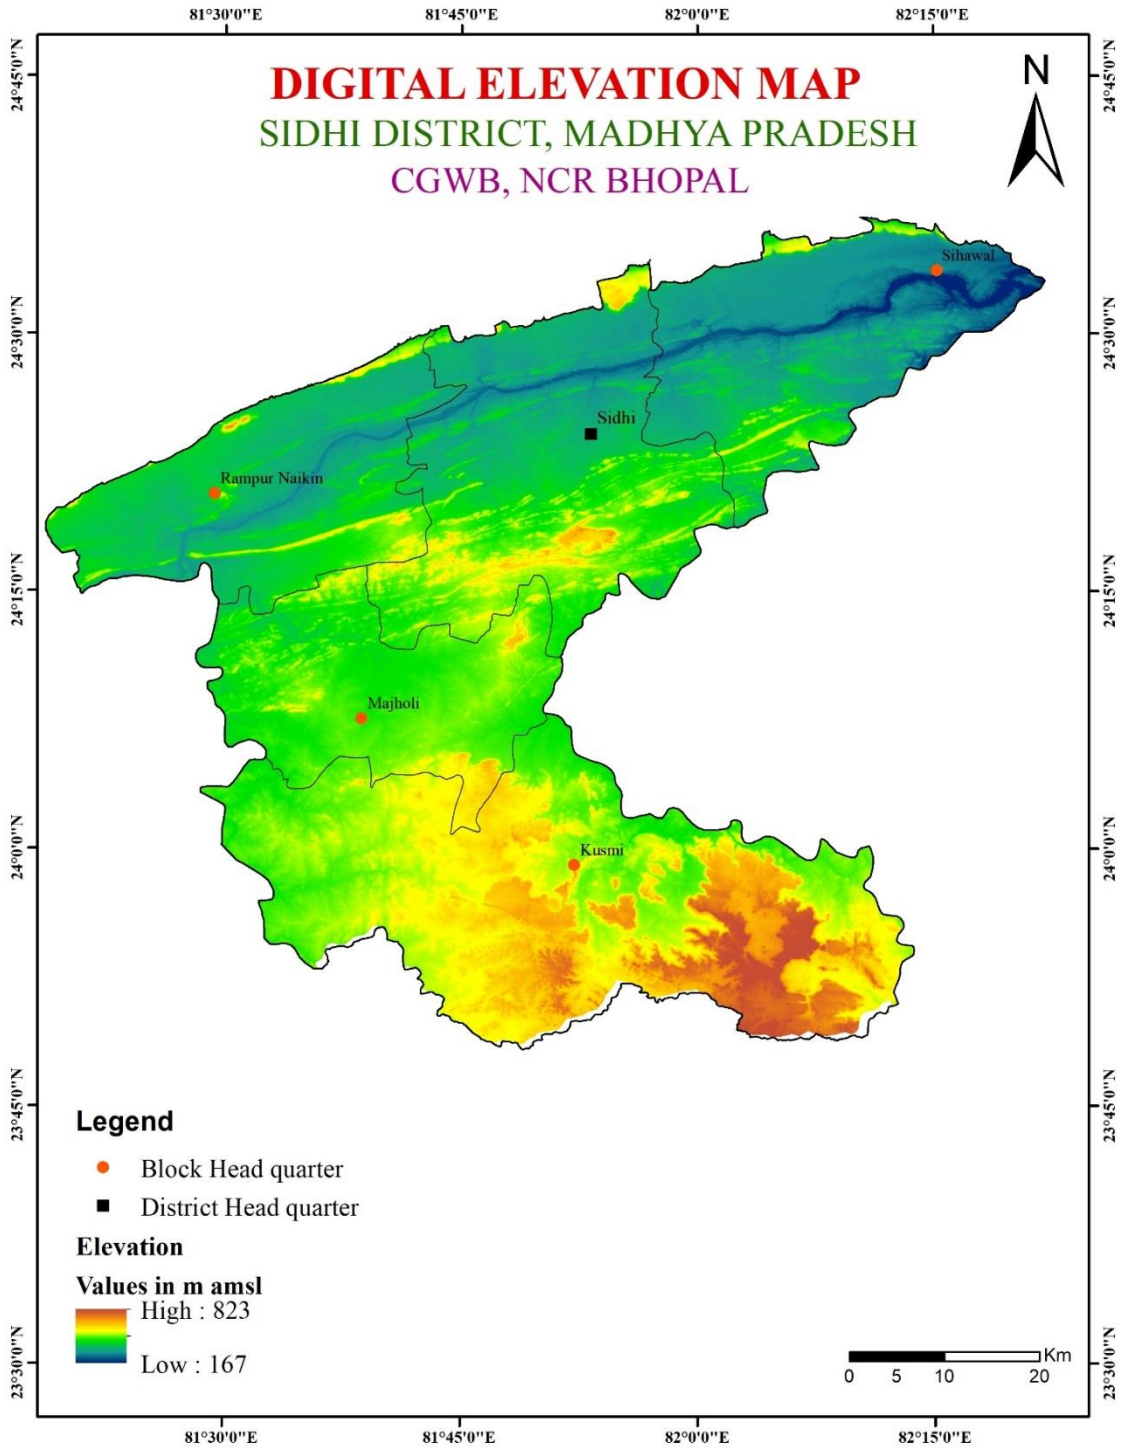 81°30'0"E 81°45'0"E 82°0'0"E 82°15'0"E
24°45'0"N 24°45'0"N
N
DIGITAL ELEVATION MAP
SIDHI DISTRICT, MADHYA PRADESH
CGWB, NCR BHOPAL
Sihawal
24°30'0"N 24°30'0"N
Sidhi
Rampur Naikin
24°15'0"N 24°15'0"N
Majholi
24°0'0"N 24°0'0"N
Kusmi
23°45'0"N 23°45'0"N
Legend
Block Head quarter
District Head quarter
Elevation
Values in m amsl
High : 823
Low : 167
23°30'0"N 23°30'0"N
Km
0 5 10 20
81°30'0"E 81°45'0"E 82°0'0"E 82°15'0"E